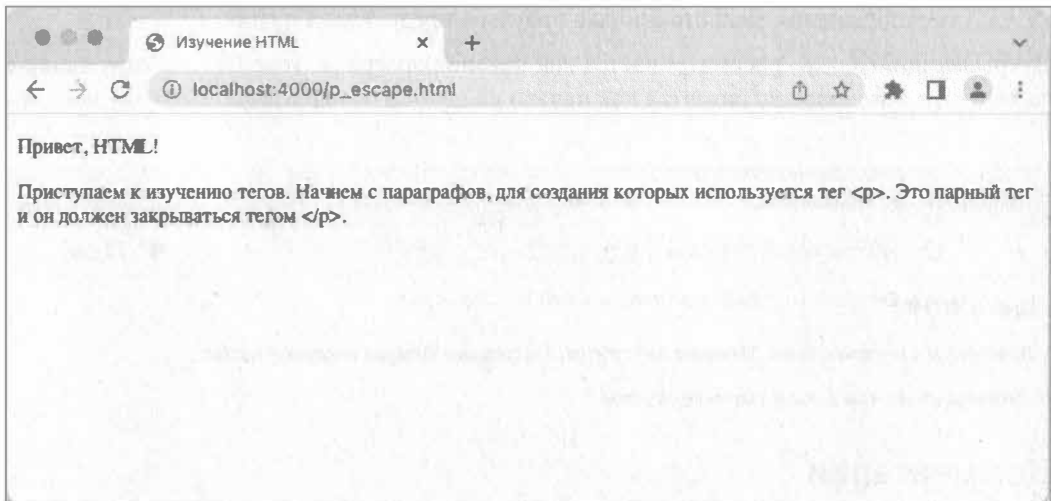 Изучение HTML
localhost:4000/p_escape.html
Привет, HTML!
Приступаем к изучению тегов. Начнем с параграфов, для создания которых используется тег <p>. Это парный тег
и он должен закрываться тегом </p>.